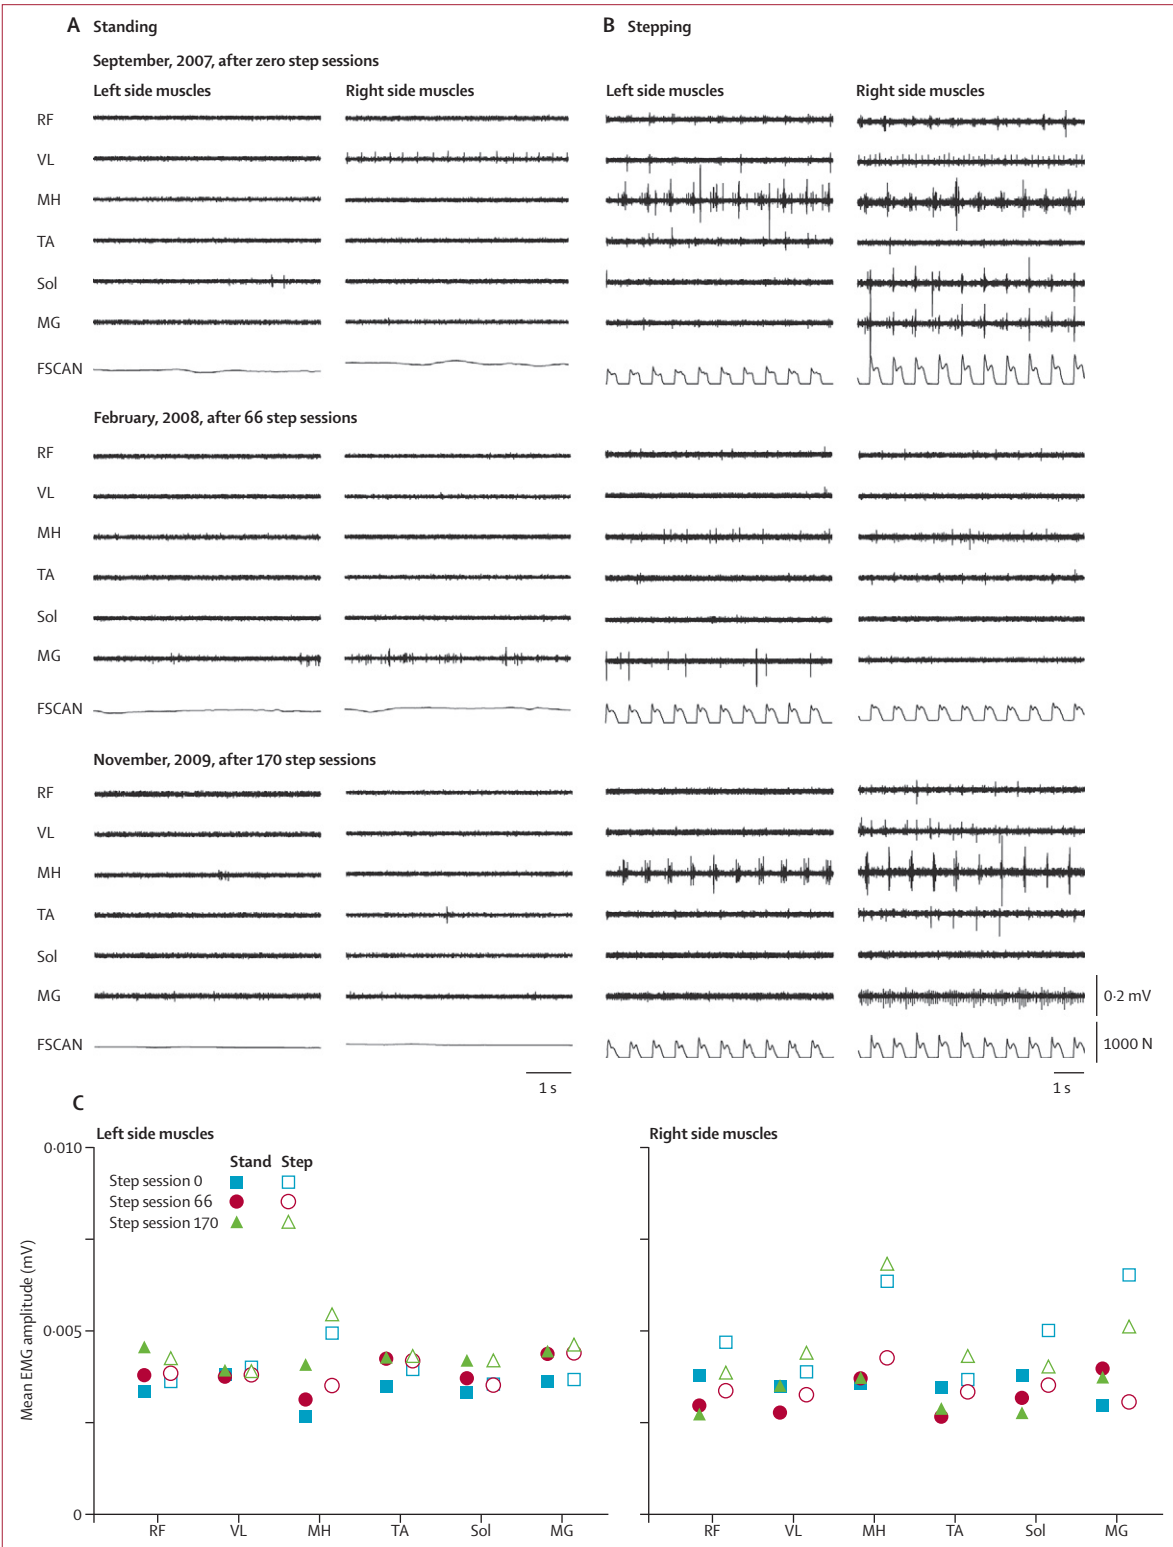 A Standing
B Stepping
September, 2007, after zero step sessions
Left side muscles
Right side muscles
Left side muscles
Right side muscles
RF
VL
MH
TA
Sol
MG
FSCAN
February, 2008, after 66 step sessions
RF
VL
MH
TA
Sol
MG
FSCAN
November, 2009, after 170 step sessions
RF
VL
MH
TA
Sol
MG
FSCAN
0·2 mV
1000 N
1 s
1 s
C
Left side muscles
Right side muscles
Stand Step
Step session 0
Step session 66
Step session 170
Mean EMG amplitude (mV)
0·010
0·005
0
RF VL MH TA Sol MG
RF VL MH TA Sol MG